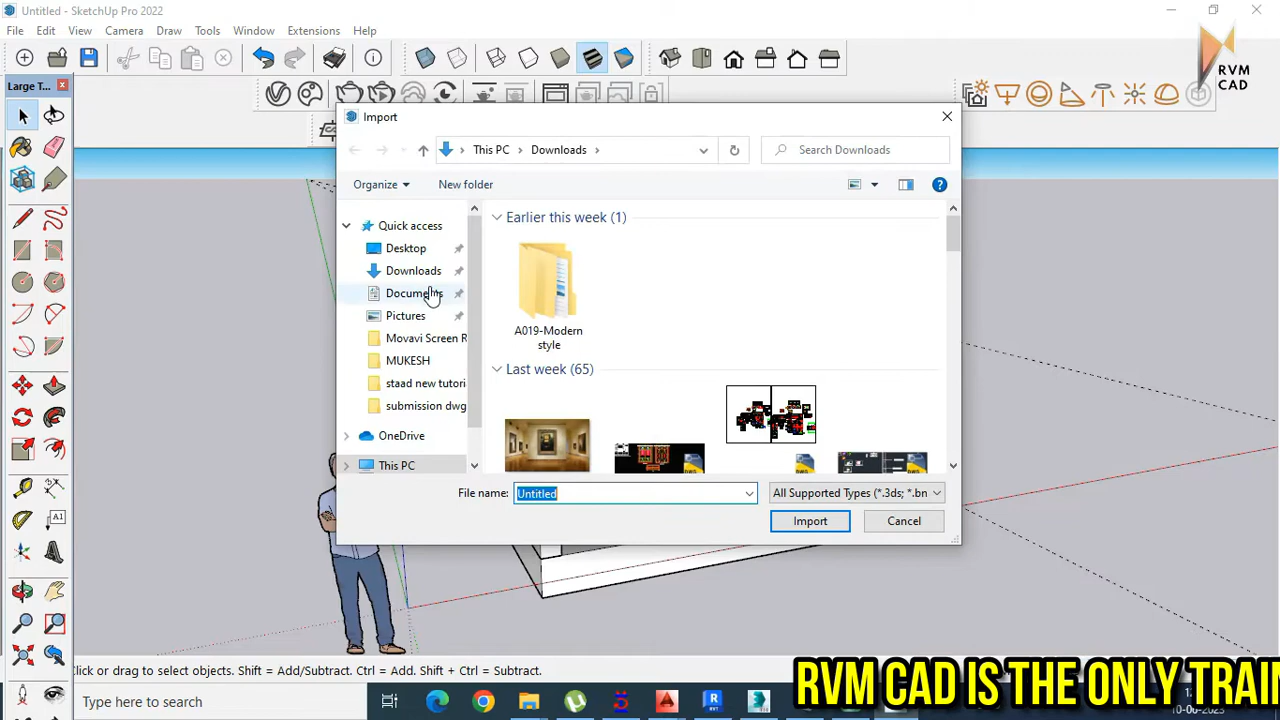 Untitled - SketchUp Pro 2022
File Edit View Camera Draw Tools Window Extensions Help
RVM
CAD
Large T...
Import
This PC > Downloads >
Search Downloads
Organize
New folder
Quick access
Desktop
Downloads
Documents
Pictures
Movavi Screen R
MUKESH
staad new tutori
submission dwg
OneDrive
This PC
Earlier this week (1)
A019-Modern
style
Last week (65)
File name:
Untitled
All Supported Types (*.3ds; *.bn
Import
Cancel
A1
Click or drag to select objects. Shift = Add/Subtract. Ctrl = Add. Shift + Ctrl = Subtract.
RVM CAD IS THE ONLY TRAIN
Type here to search